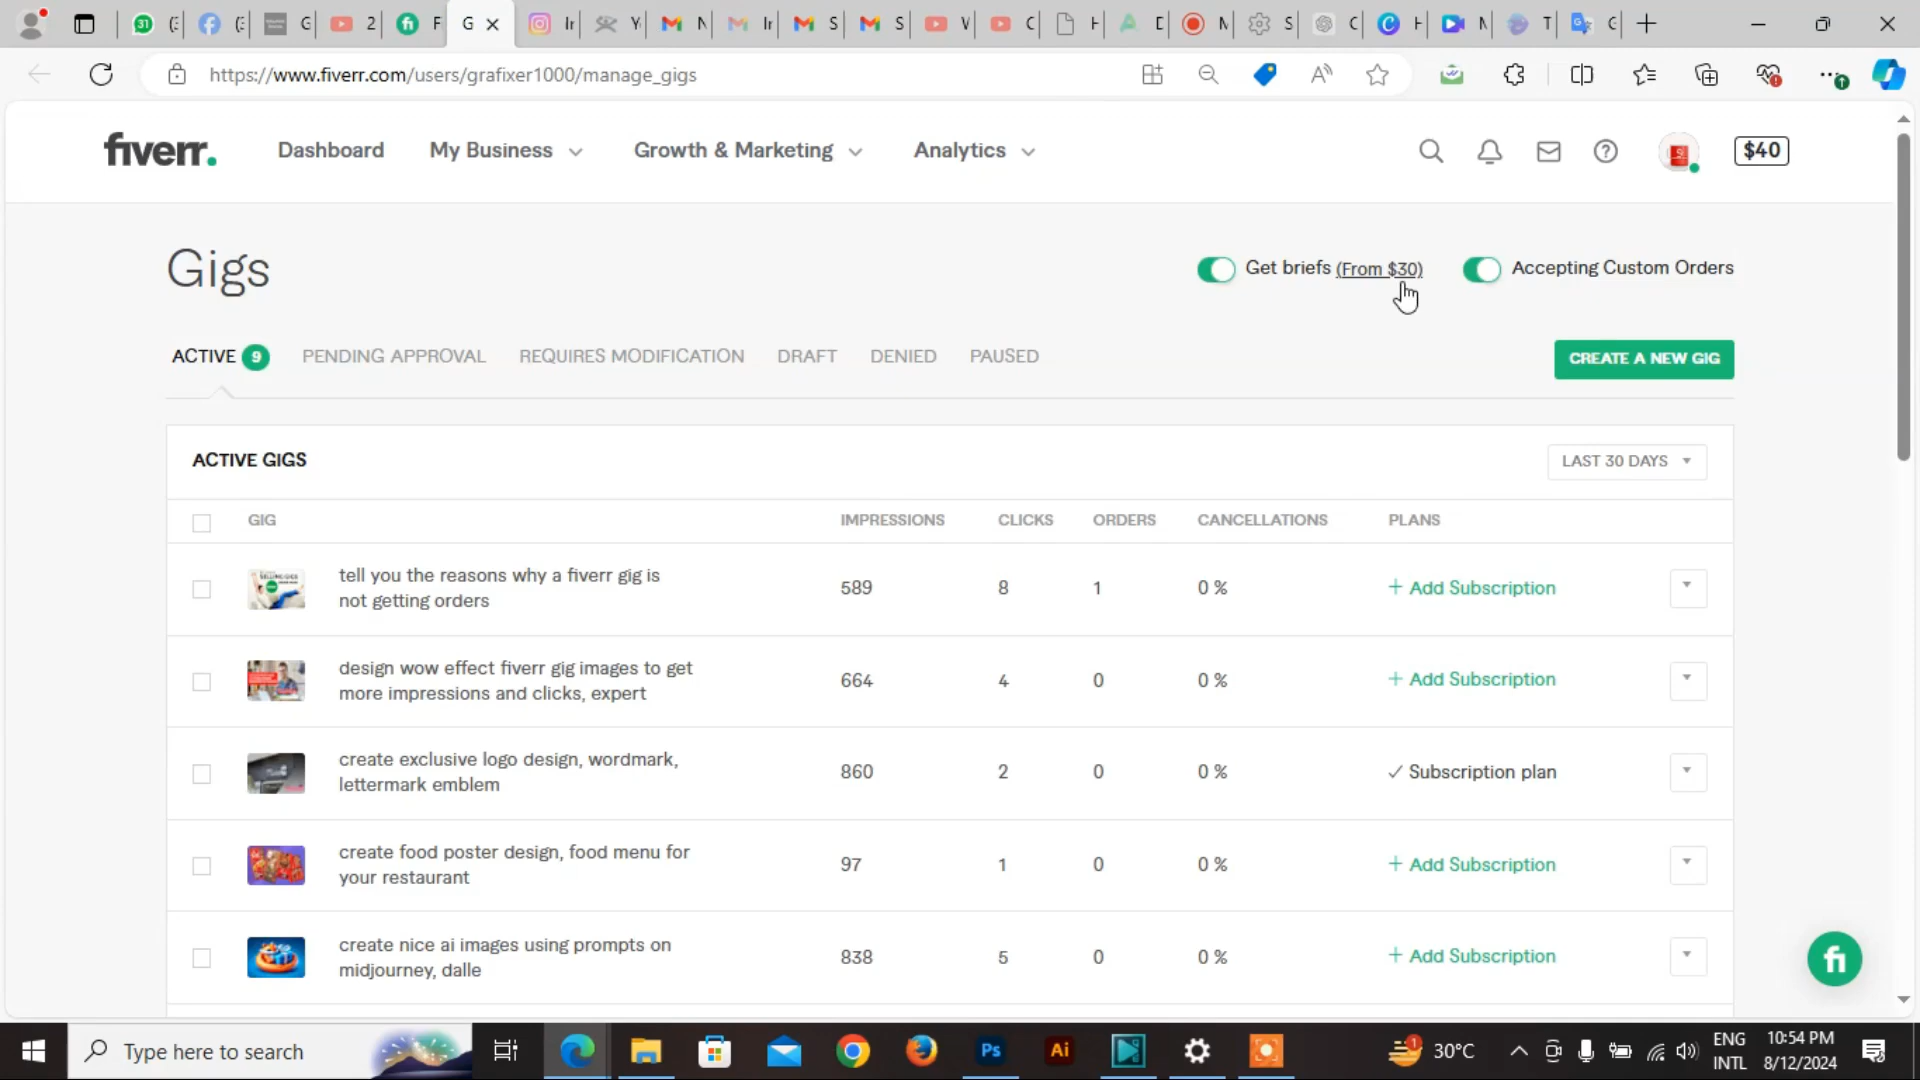 https://www.fiverr.com/users/grafixer1000/manage_gigs
fiverr.
Dashboard
My Business
Growth & Marketing
Analytics
$40
Gigs
Get briefs (From $30)
Accepting Custom Orders
ACTIVE 9
PENDING APPROVAL
REQUIRES MODIFICATION
DRAFT
DENIED
PAUSED
CREATE A NEW GIG
ACTIVE GIGS
LAST 30 DAYS
GIG IMPRESSIONS CLICKS ORDERS CANCELLATIONS PLANS
tell you the reasons why a fiverr gig is
not getting orders
589 8 1 0 % + Add Subscription
design wow effect fiverr gig images to get
more impressions and clicks, expert
664 4 0 0 % + Add Subscription
create exclusive logo design, wordmark,
lettermark emblem
860 2 0 0 % ✓ Subscription plan
create food poster design, food menu for
your restaurant
97 1 0 0 % + Add Subscription
create nice ai images using prompts on
midjourney, dalle
838 5 0 0 % + Add Subscription
fi
Type here to search
Ps
Ai
30°C
ENG
INTL
10:54 PM
8/12/2024